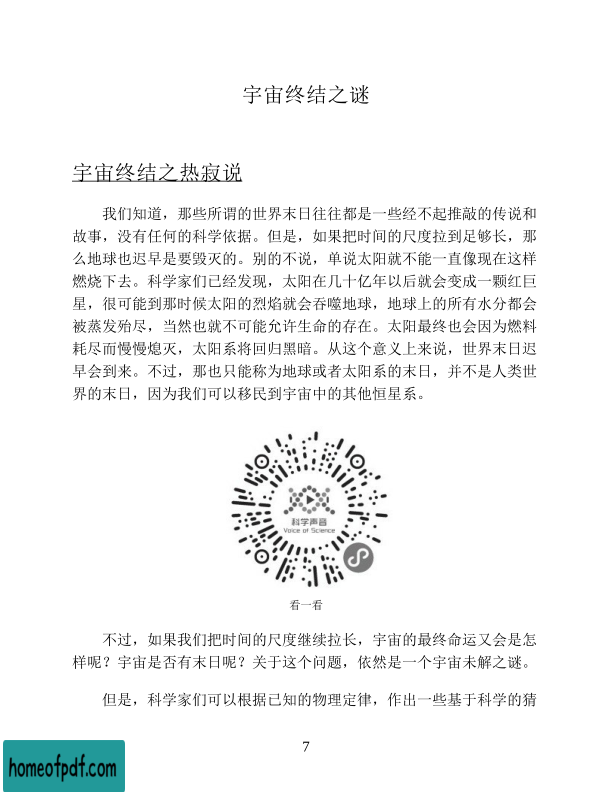 宇宙终结之谜
宇宙终结之热寂说
我们知道，那些所谓的世界末日往往都是一些经不起推敲的传说和
故事，没有任何的科学依据。但是，如果把时间的尺度拉到足够长，那
么地球也迟早是要毁灭的。别的不说，单说太阳就不能一直像现在这样
燃烧下去。科学家们已经发现，太阳在几十亿年以后就会变成一颗红巨
星，很可能到那时候太阳的烈焰就会吞噬地球，地球上的所有水分都会
被蒸发殆尽，当然也就不可能允许生命的存在。太阳最终也会因为燃料
耗尽而慢慢熄灭，太阳系将回归黑暗。从这个意义上来说，世界末日迟
早会到来。不过，那也只能称为地球或者太阳系的末日，并不是人类世
界的末日，因为我们可以移民到宇宙中的其他恒星系。
科学声音
Voice of Science
看一看
不过，如果我们把时间的尺度继续拉长，宇宙的最终命运又会是怎
样呢？宇宙是否有末日呢？关于这个问题，依然是一个宇宙未解之谜。
但是，科学家们可以根据已知的物理定律，作出一些基于科学的猜
7
homeofpdf.com